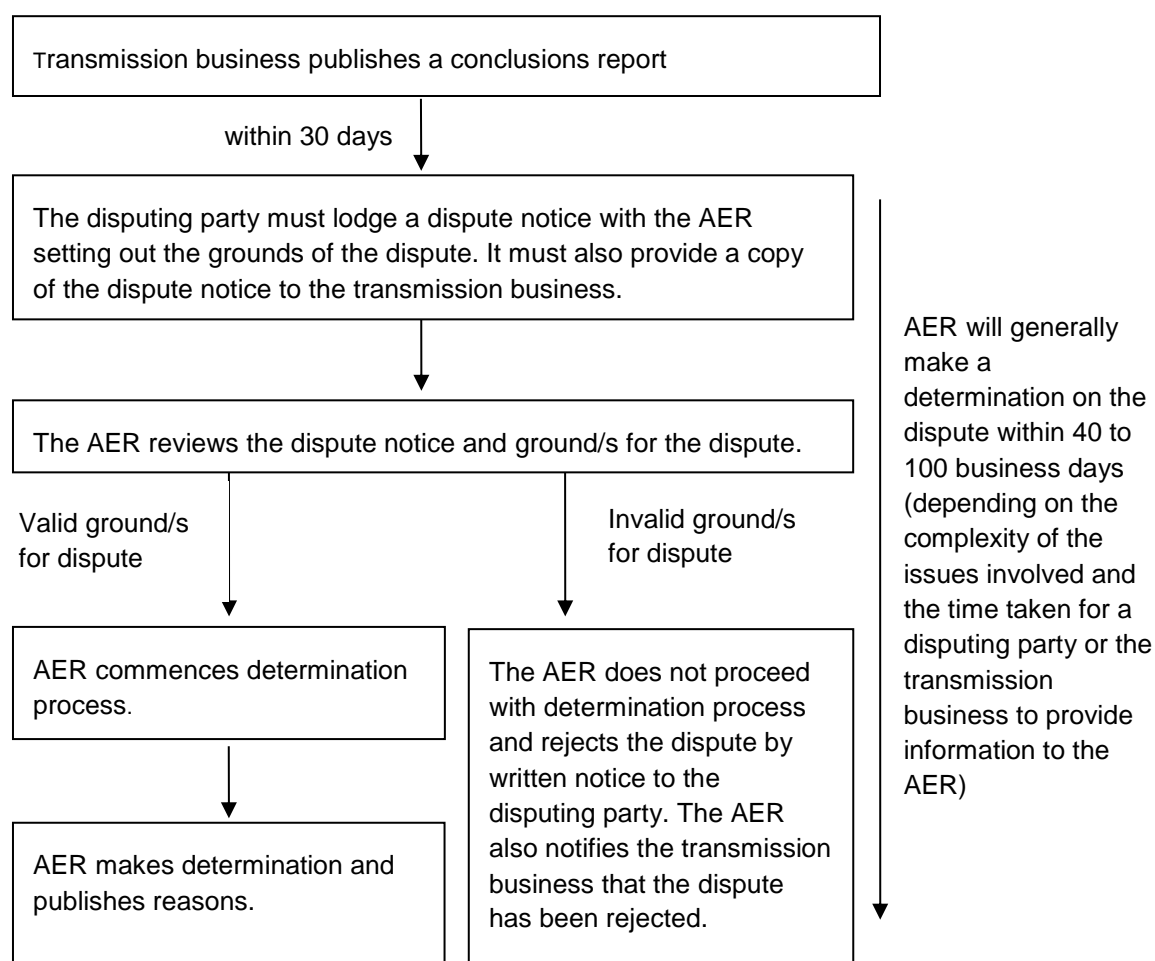 Transmission business publishes a conclusions report
within 30 days
The disputing party must lodge a dispute notice with the AER
setting out the grounds of the dispute. It must also provide a copy
of the dispute notice to the transmission business.
The AER reviews the dispute notice and ground/s for the dispute.
Valid ground/s
for dispute
Invalid ground/s
for dispute
AER commences determination
process.
AER makes determination and
publishes reasons.
The AER does not proceed
with determination process
and rejects the dispute by
written notice to the
disputing party. The AER
also notifies the transmission
business that the dispute
has been rejected.
AER will generally
make a
determination on the
dispute within 40 to
100 business days
(depending on the
complexity of the
issues involved and
the time taken for a
disputing party or the
transmission
business to provide
information to the
AER)